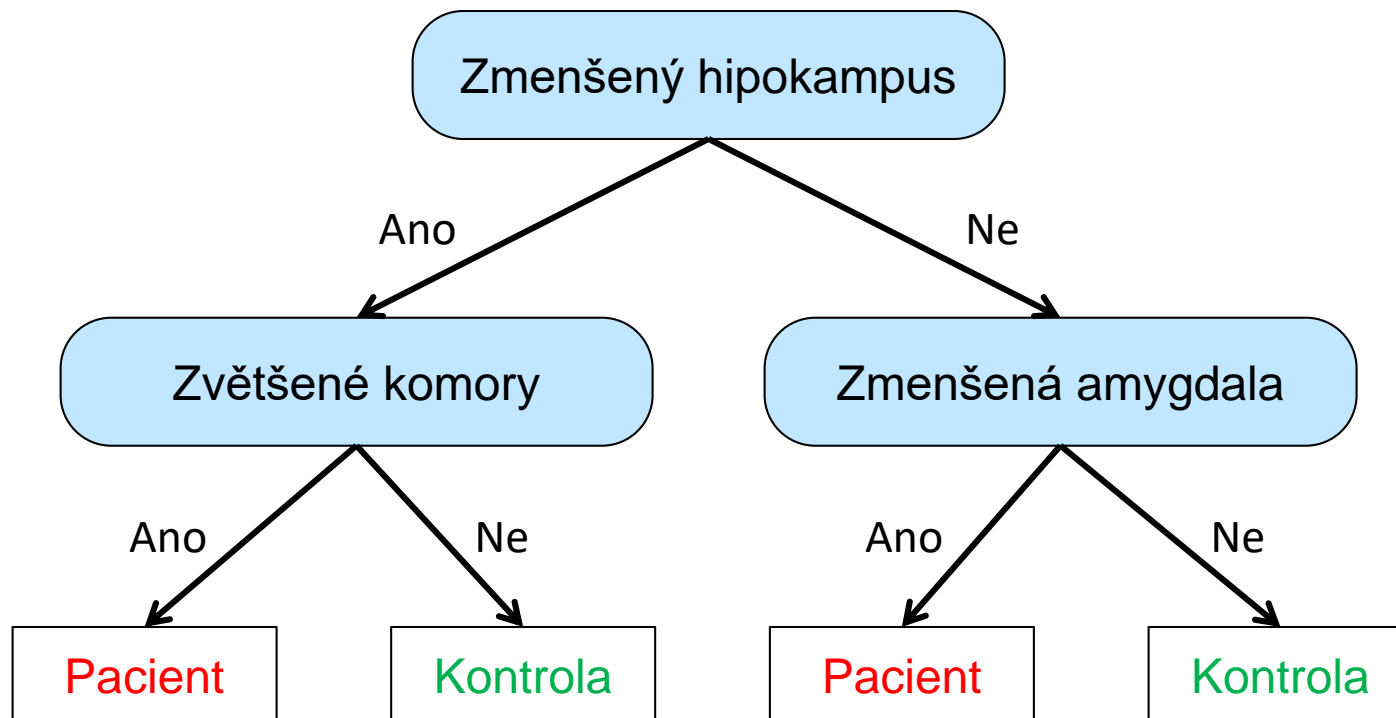 Zmenšený hipokampus
Ano
Ne
Zvětšené komory
Zmenšená amygdala
Ano
Ne
Ano
Ne
Pacient
Kontrola
Pacient
Kontrola